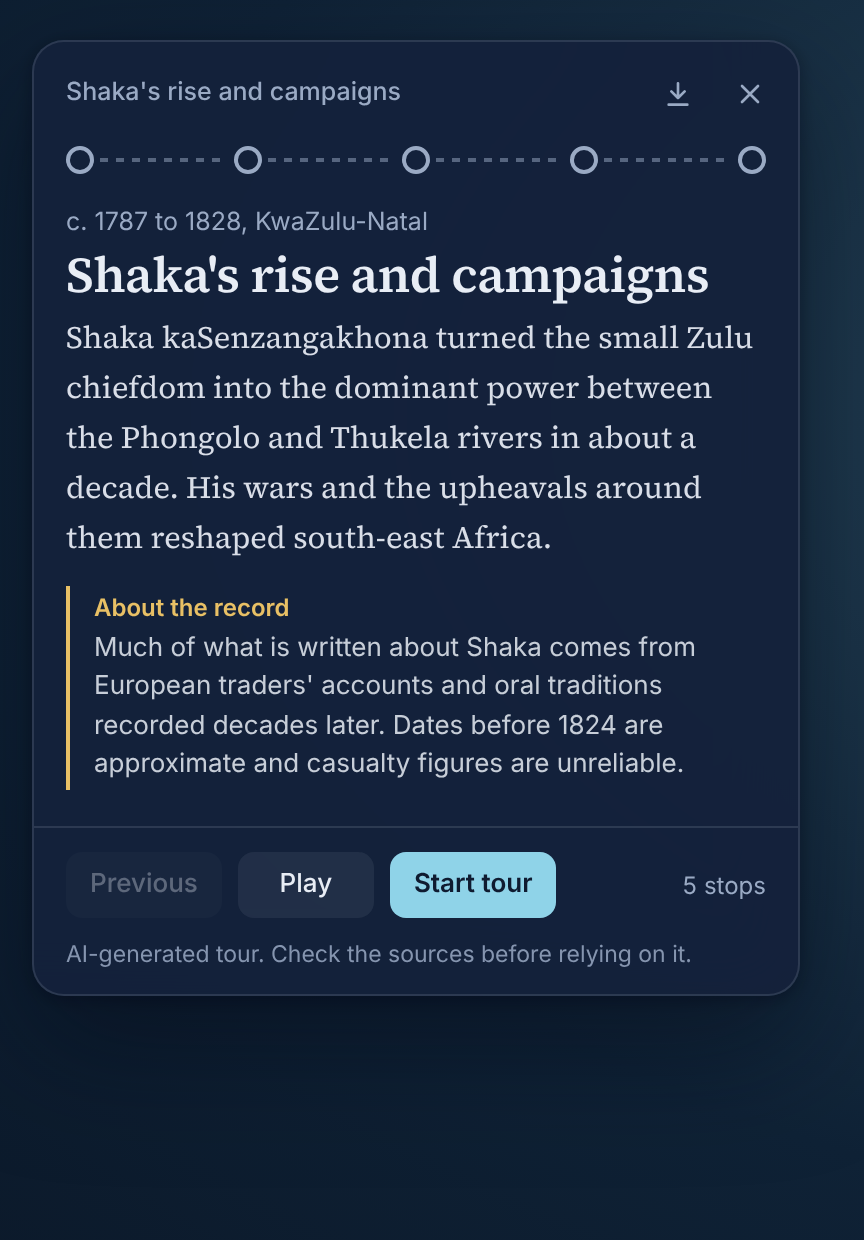 Shaka's rise and campaigns
c. 1787 to 1828, KwaZulu-Natal
Shaka's rise and campaigns
Shaka kaSenzangakhona turned the small Zulu
chiefdom into the dominant power between
the Phongolo and Thukela rivers in about a
decade. His wars and the upheavals around
them reshaped south-east Africa.
About the record
Much of what is written about Shaka comes from
European traders' accounts and oral traditions
recorded decades later. Dates before 1824 are
approximate and casualty figures are unreliable.
Previous Play Start tour 5 stops
AI-generated tour. Check the sources before relying on it.